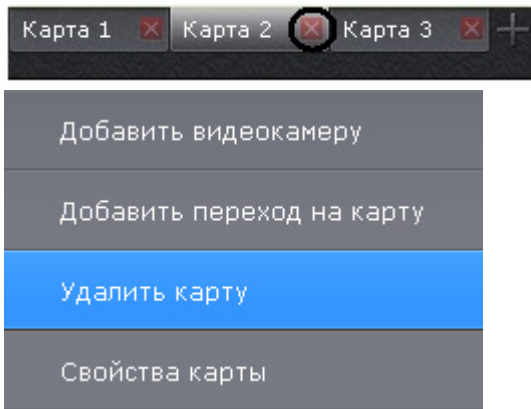 Карта 1 Карта 2 Карта 3
Добавить видеокамеру
Добавить переход на карту
Удалить карту
Свойства карты